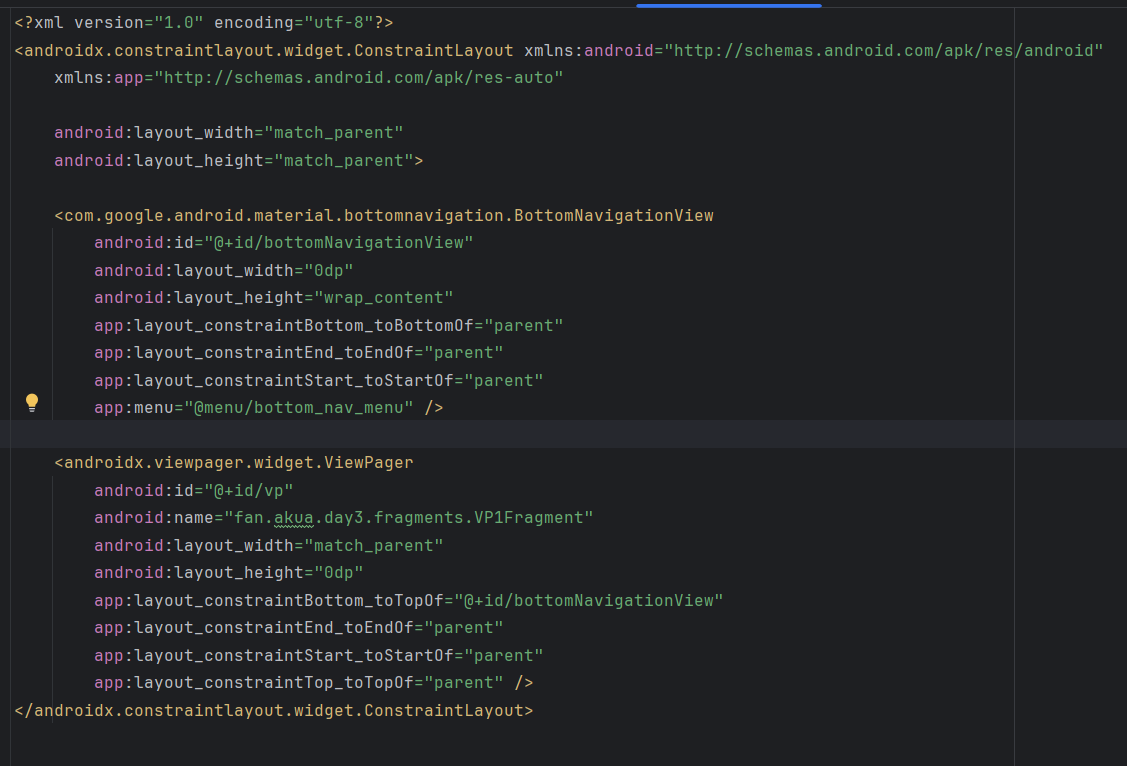 <?xml version="1.0" encoding="utf-8"?>
<androidx.constraintlayout.widget.ConstraintLayout xmlns:android="http://schemas.android.com/apk/res/android"
    xmlns:app="http://schemas.android.com/apk/res-auto"

    android:layout_width="match_parent"
    android:layout_height="match_parent">

    <com.google.android.material.bottomnavigation.BottomNavigationView
        android:id="@+id/bottomNavigationView"
        android:layout_width="0dp"
        android:layout_height="wrap_content"
        app:layout_constraintBottom_toBottomOf="parent"
        app:layout_constraintEnd_toEndOf="parent"
        app:layout_constraintStart_toStartOf="parent"
        app:menu="@menu/bottom_nav_menu" />

    <androidx.viewpager.widget.ViewPager
        android:id="@+id/vp"
        android:name="fan.akua.day3.fragments.VP1Fragment"
        android:layout_width="match_parent"
        android:layout_height="0dp"
        app:layout_constraintBottom_toTopOf="@+id/bottomNavigationView"
        app:layout_constraintEnd_toEndOf="parent"
        app:layout_constraintStart_toStartOf="parent"
        app:layout_constraintTop_toTopOf="parent" />
</androidx.constraintlayout.widget.ConstraintLayout>